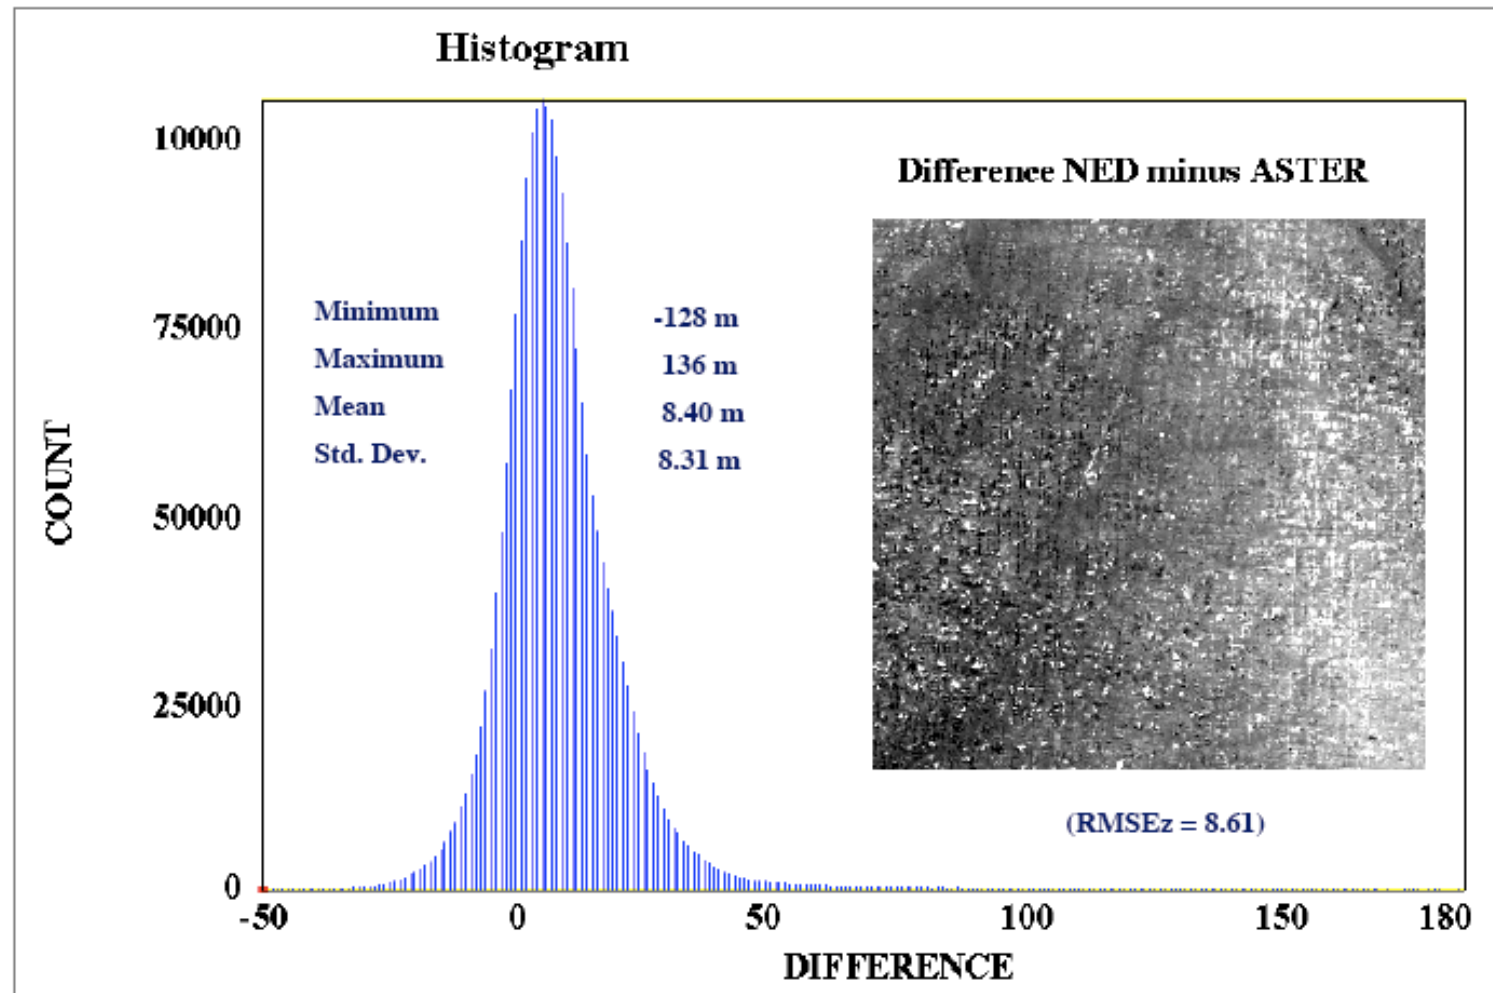 Histogram
10000
75000
50000
25000
0
COUNT
Minimum -128 m
Maximum 136 m
Mean 8.40 m
Std. Dev. 8.31 m
Difference NED minus ASTER
(RMSEz = 8.61)
-50 0 50 100 150 180
DIFFERENCE